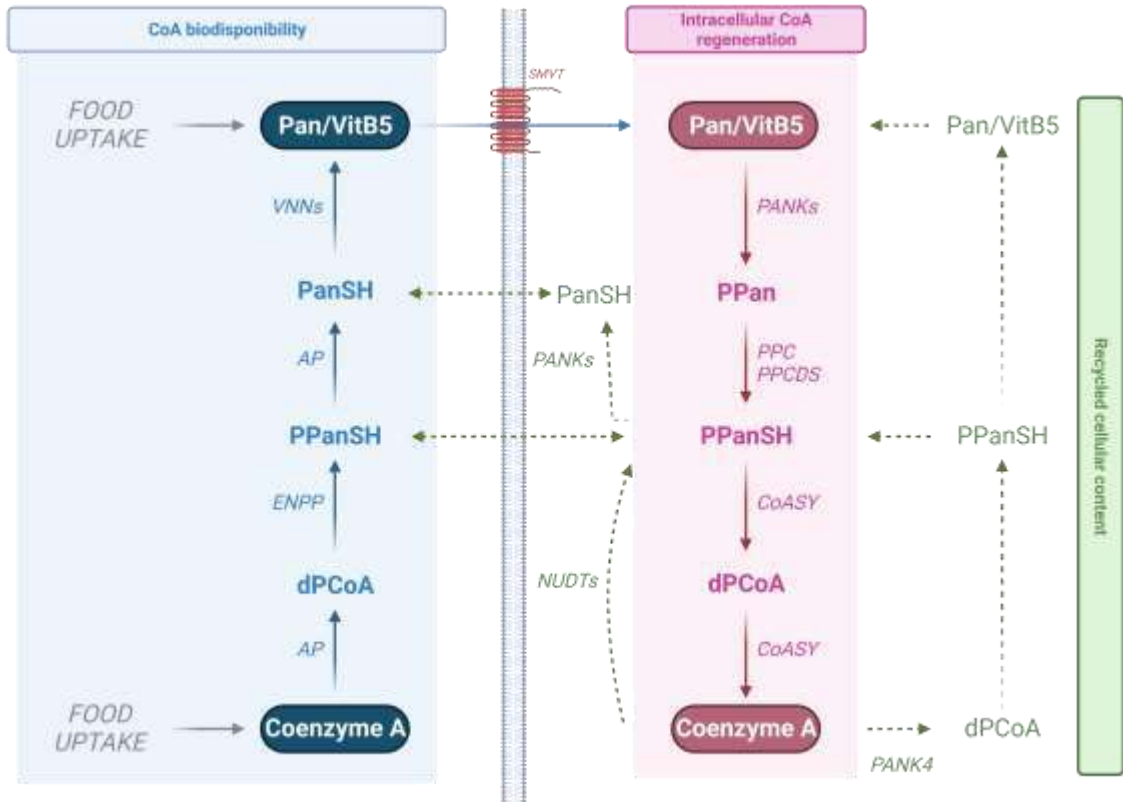 CoA biodisponibility
Intracellular CoA
regeneration
SMVT
FOOD
UPTAKE
Pan/VitB5
Pan/VitB5
Pan/VitB5
VNNs
PANKs
PanSH
PanSH
PPan
AP
PANKs
PPC
PPCDS
PPanSH
PPanSH
PPanSH
ENPP
CoASY
dPCoA
NUDTs
dPCoA
AP
CoASY
FOOD
UPTAKE
Coenzyme A
Coenzyme A
dPCoA
PANK4
Recycled cellular content